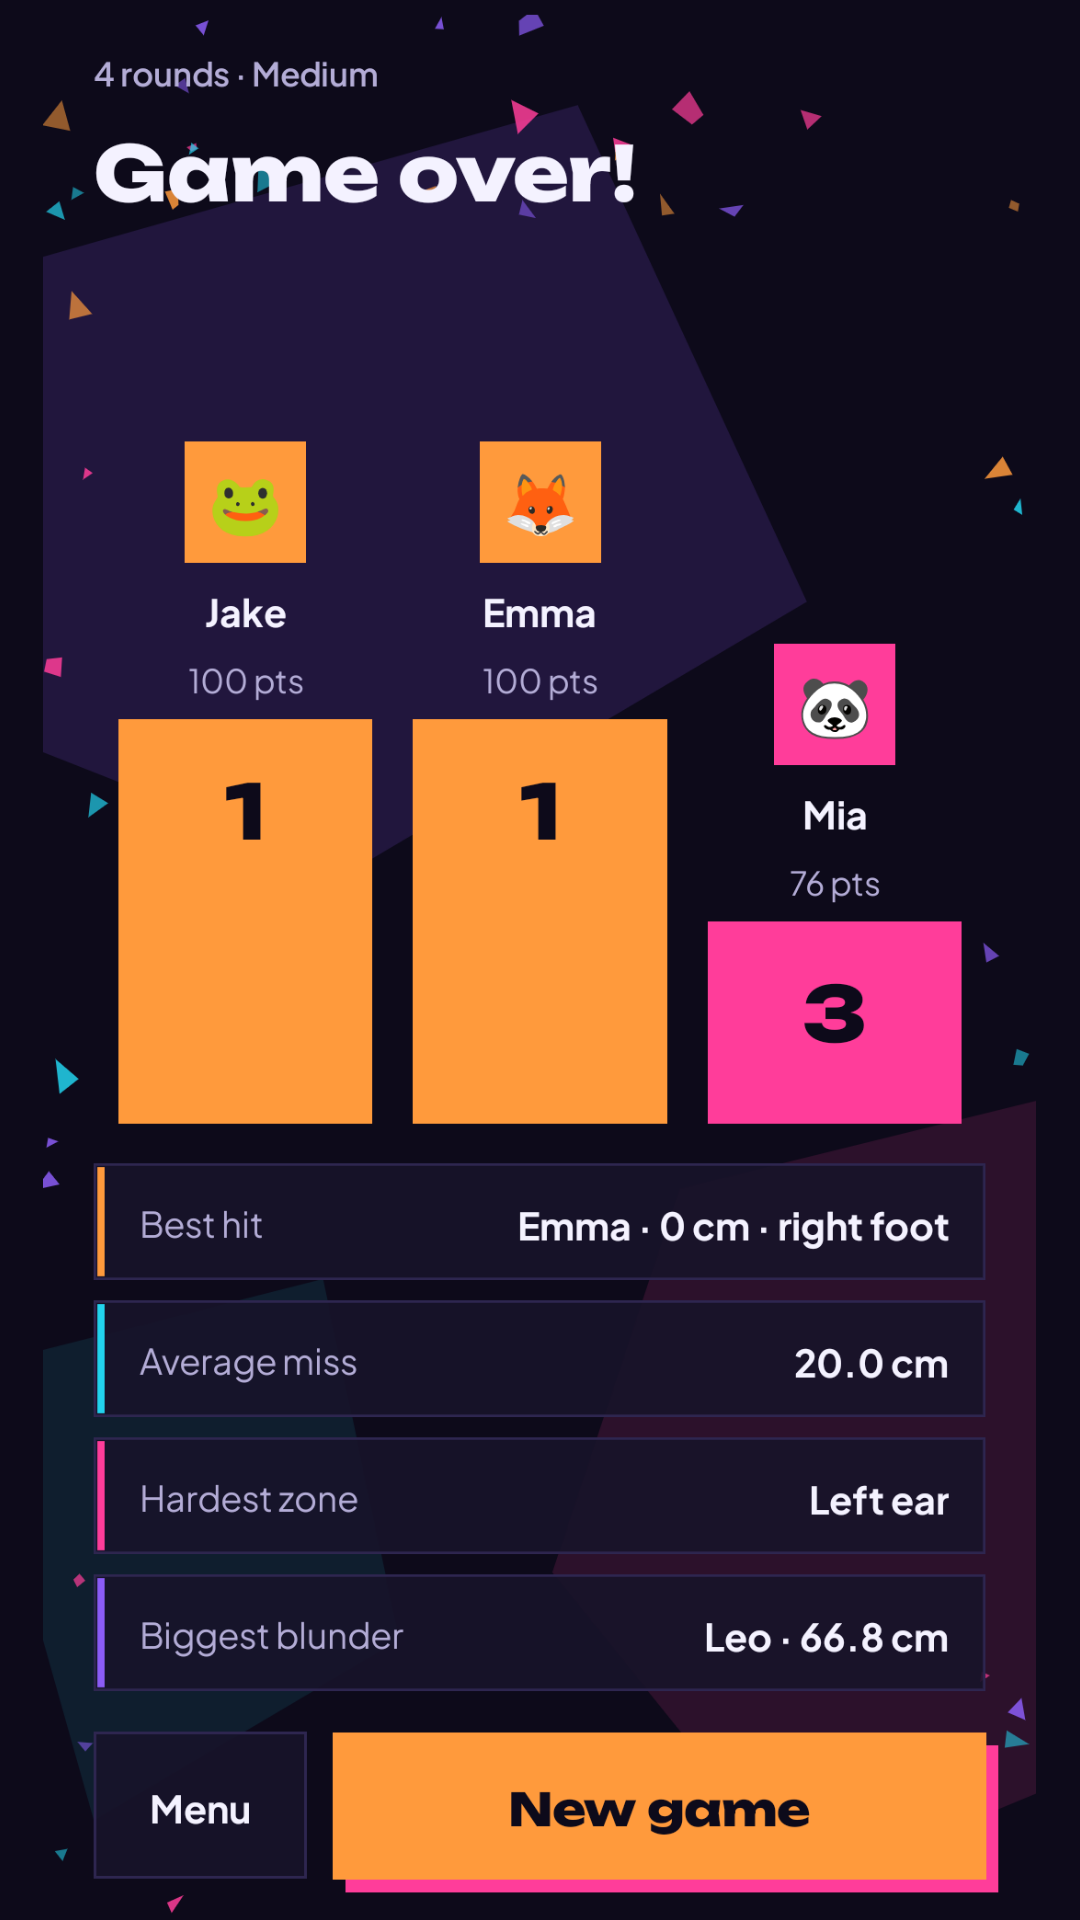 4 rounds · Medium
Game over!
Jake
Emma
100 pts
100 pts
Mia
76 pts
1
1
3
Best hit
Emma · 0 cm · right foot
Average miss
20.0 cm
Hardest zone
Left ear
Biggest blunder
Leo · 66.8 cm
Menu
New game